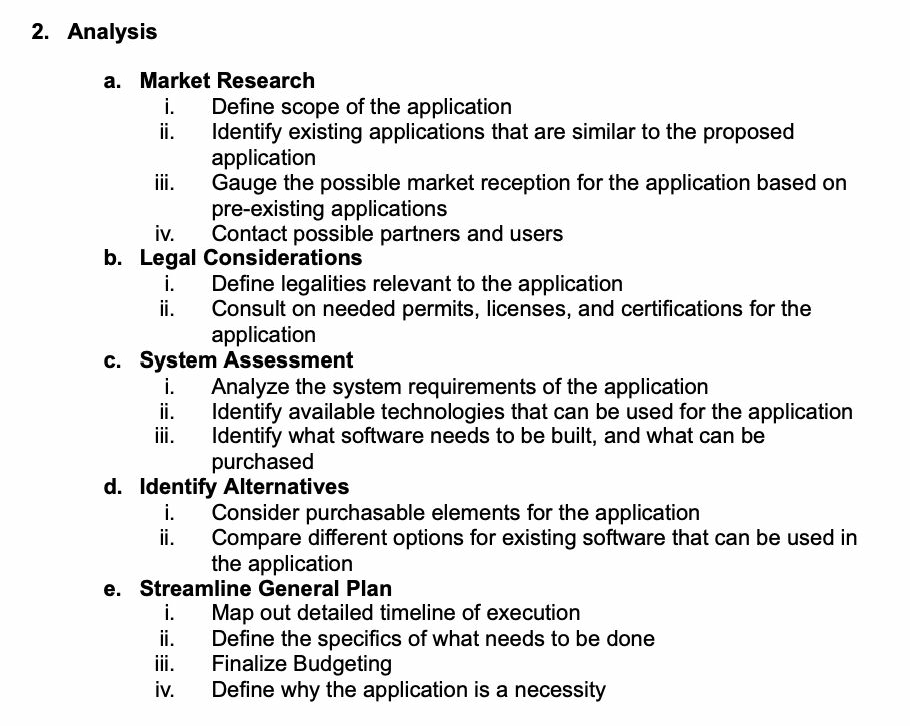 2. Analysis
a. Market Research
i. Define scope of the application
ii. Identify existing applications that are similar to the proposed
application
iii. Gauge the possible market reception for the application based on
pre-existing applications
iv. Contact possible partners and users
b. Legal Considerations
i. Define legalities relevant to the application
ii. Consult on needed permits, licenses, and certifications for the
application
c. System Assessment
i. Analyze the system requirements of the application
ii. Identify available technologies that can be used for the application
iii. Identify what software needs to be built, and what can be
purchased
d. Identify Alternatives
i. Consider purchasable elements for the application
ii. Compare different options for existing software that can be used in
the application
e. Streamline General Plan
i. Map out detailed timeline of execution
ii. Define the specifics of what needs to be done
iii. Finalize Budgeting
iv. Define why the application is a necessity